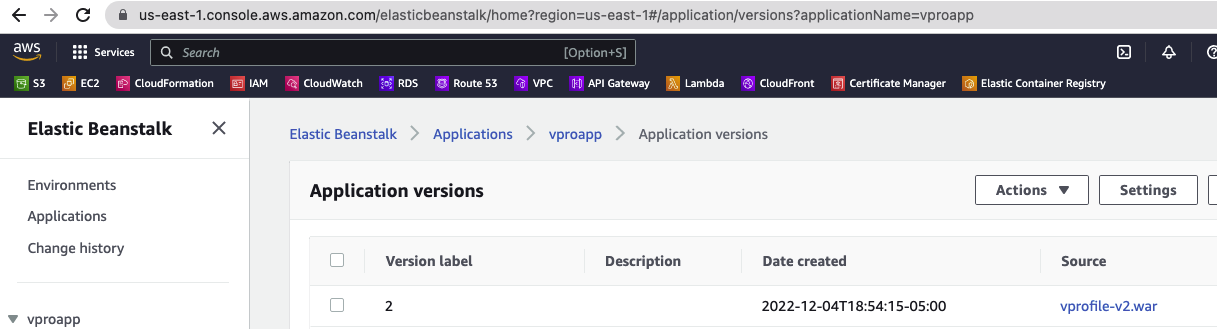 us-east-1.console.aws.amazon.com/elasticbeanstalk/home?region=us-east-1#/application/versions?applicationName=vproapp
aws Services Search [Option+S]
S3 EC2 CloudFormation IAM CloudWatch RDS Route 53 VPC API Gateway Lambda CloudFront Certificate Manager Elastic Container Registry
Elastic Beanstalk
Environments
Applications
Change history
vproapp
Elastic Beanstalk > Applications > vproapp > Application versions
Application versions Actions Settings
Version label Description Date created Source
2 2022-12-04T18:54:15-05:00 vprofile-v2.war